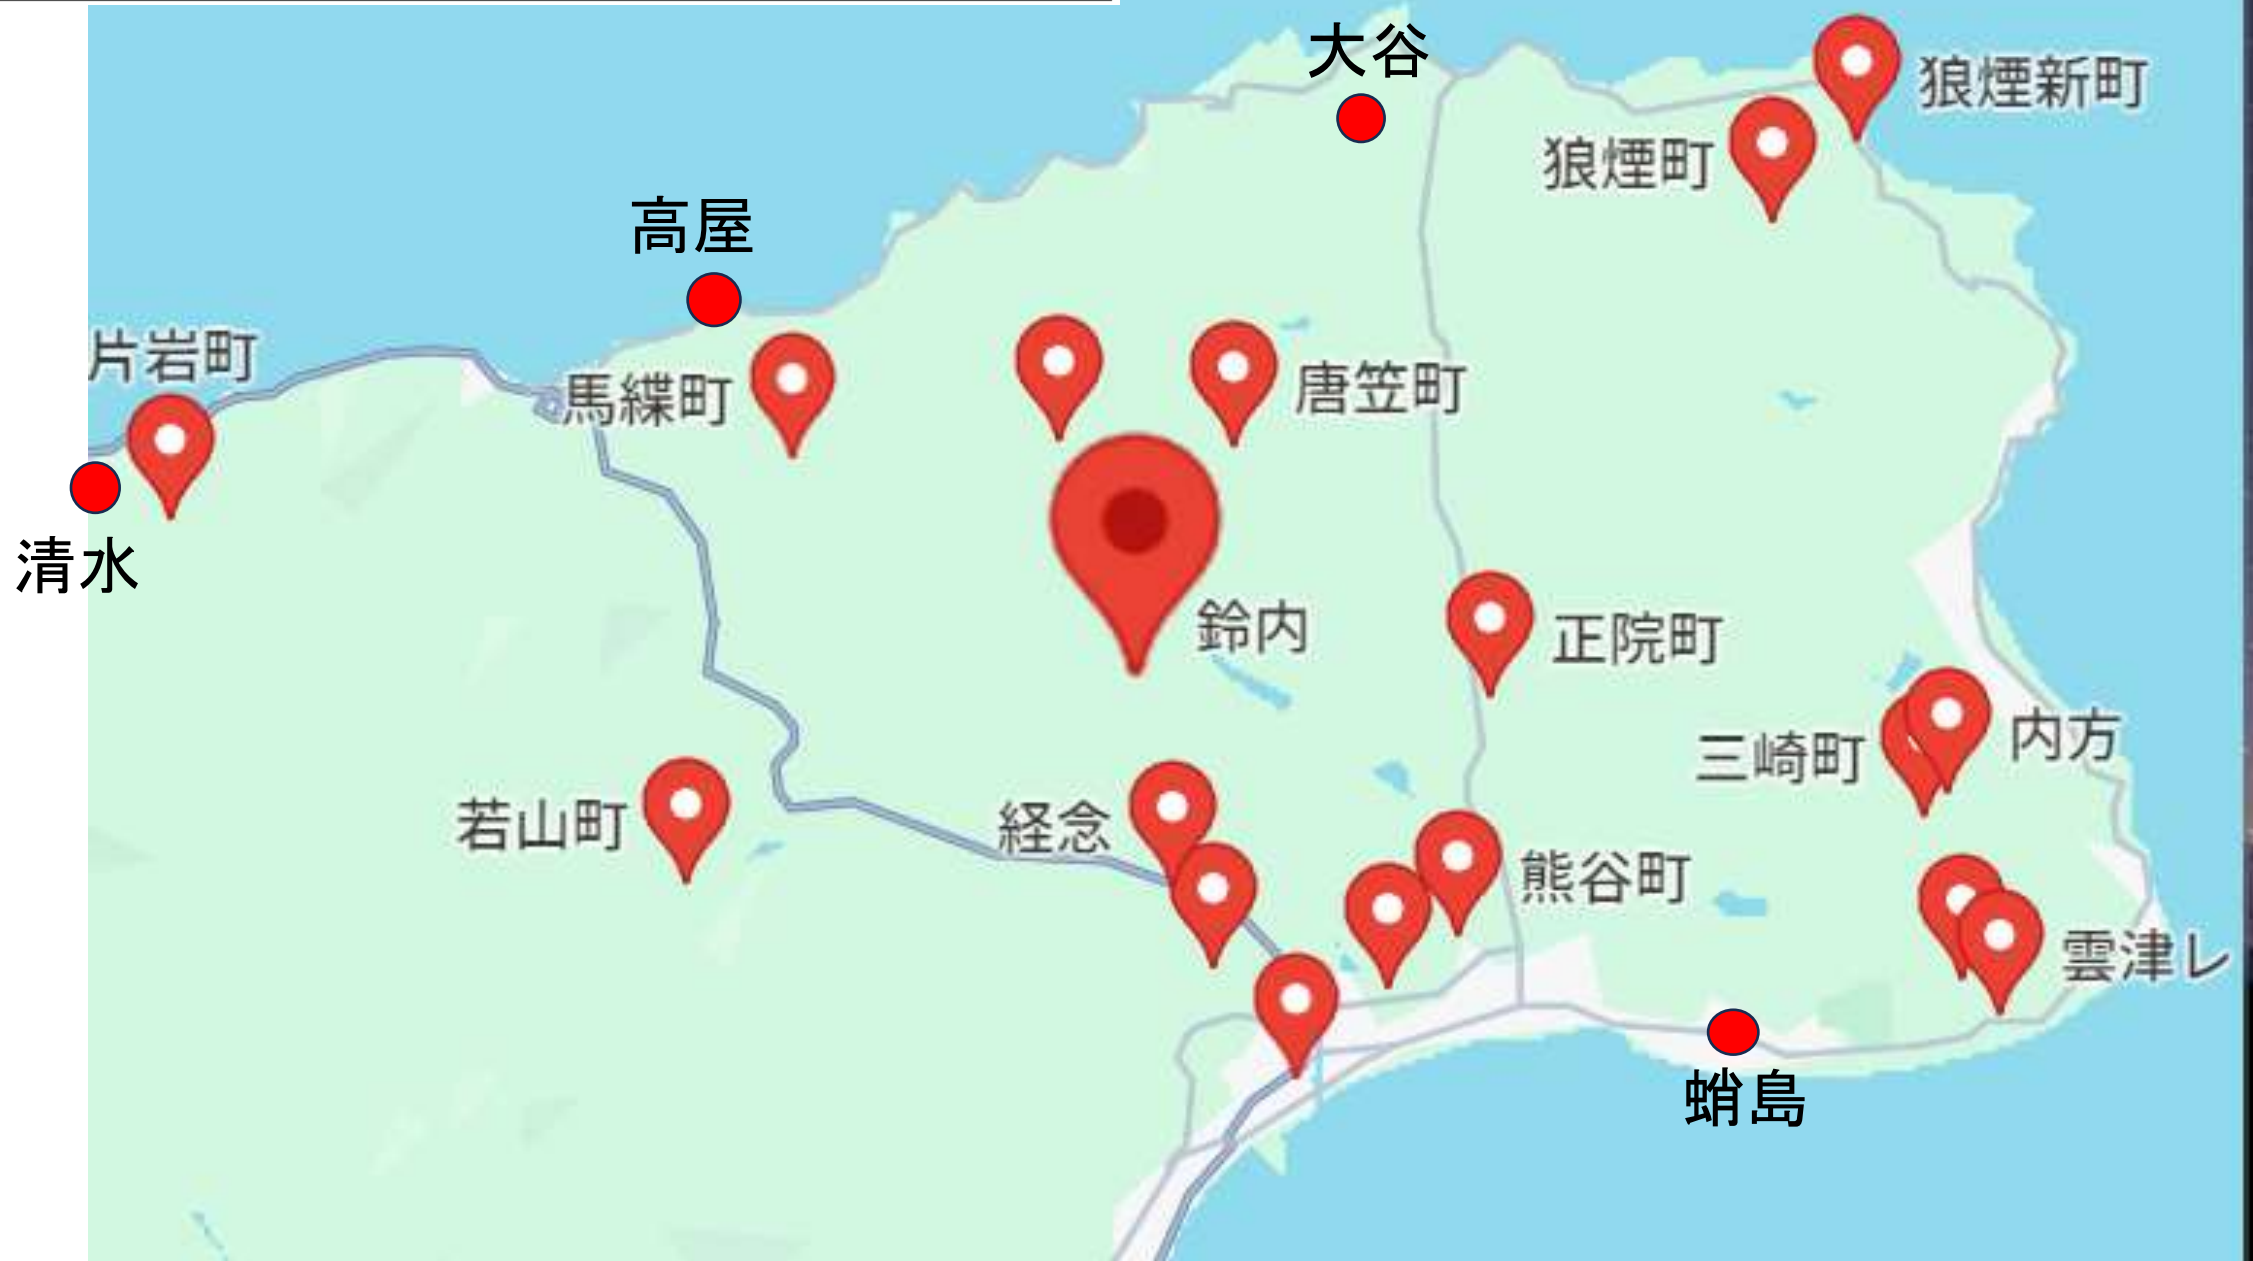 大谷
狼煙新町
狼煙町
高屋
片岩町
馬緤町
唐笠町
清水
鈴内
正院町
内方
三崎町
若山町
経念
熊谷町
雲津レ
蛸島